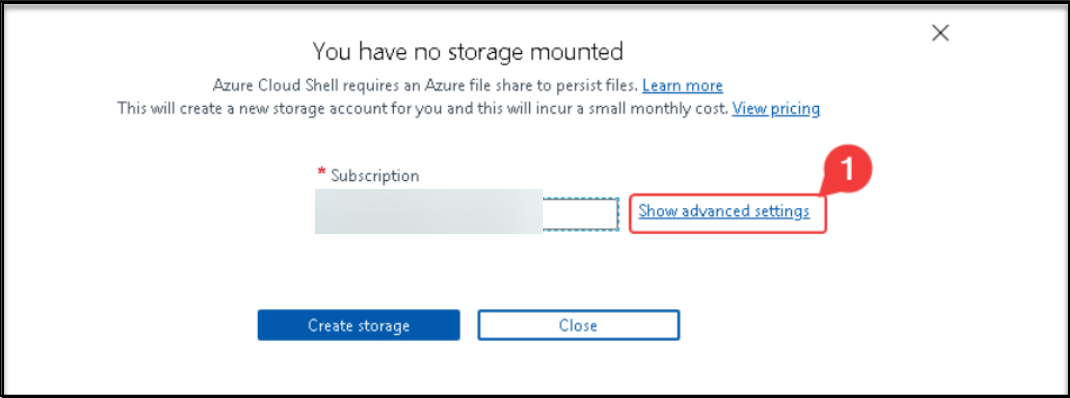 You have no storage mounted
Azure Cloud Shell requires an Azure file share to persist files. Learn more
This will create a new storage account for you and this will incur a small monthly cost. View pricing
1
* Subscription
Show advanced settings
Create storage
Close